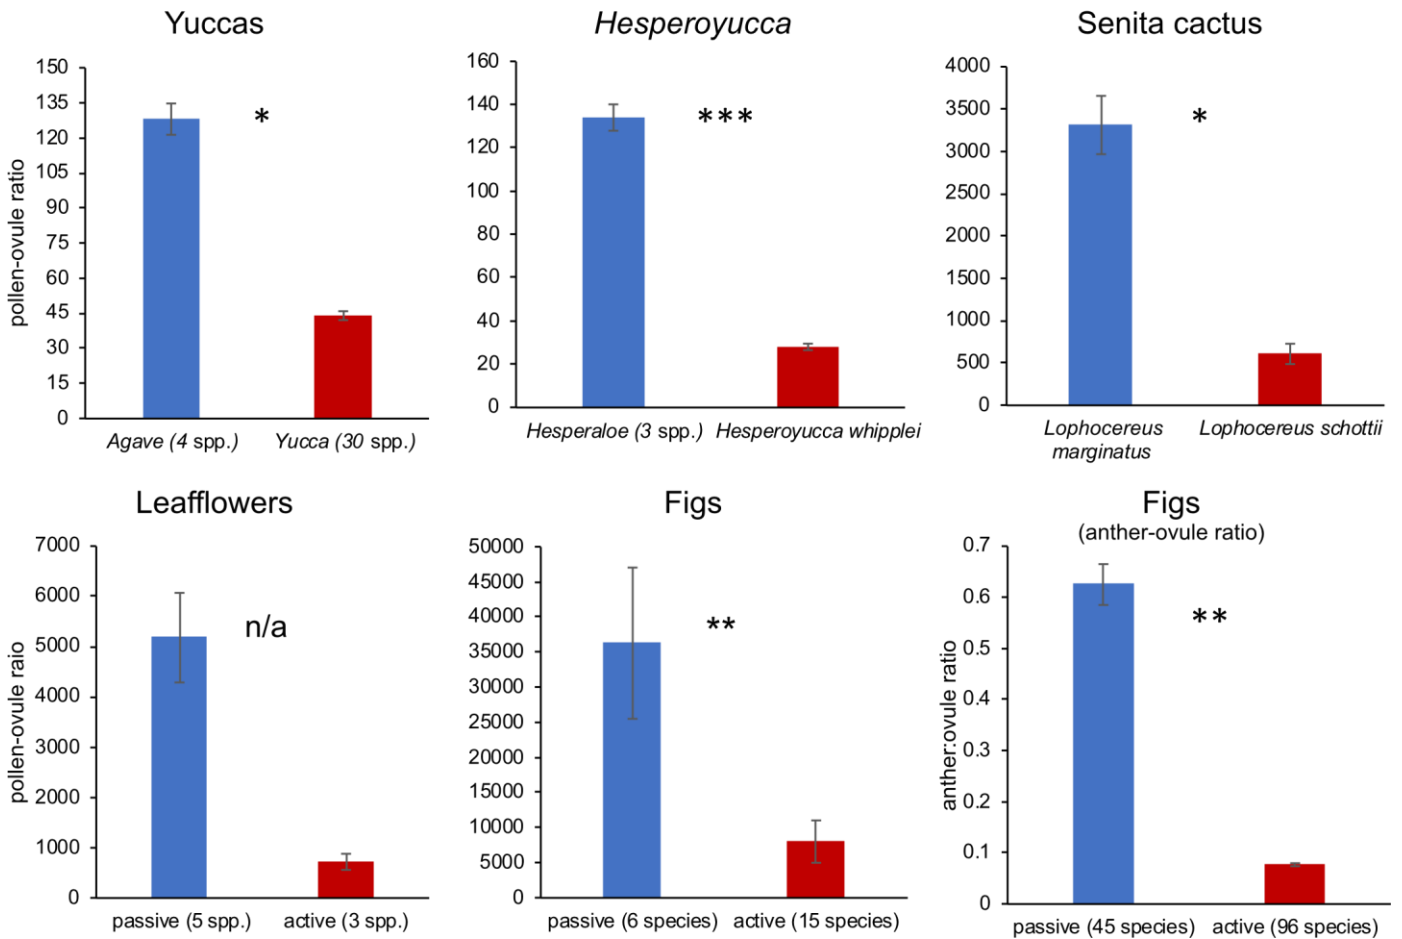 Yuccas
150
135
120
105
90
75
60
45
30
15
0
pollen-ovule ratio
*
Agave (4 spp.)
Yucca (30 spp.)
Hesperoyucca
160
140
120
100
80
60
40
20
0
***
Hesperaloe (3 spp.)
Hesperoyucca whipplei
Senita cactus
4000
3500
3000
2500
2000
1500
1000
500
0
*
Lophocereus
marginatus
Lophocereus schottii
Leafflowers
7000
6000
5000
4000
3000
2000
1000
0
pollen-ovule raio
n/a
passive (5 spp.)
active (3 spp.)
Figs
50000
45000
40000
35000
30000
25000
20000
15000
10000
5000
0
**
passive (6 species)
active (15 species)
Figs
(anther-ovule ratio)
0.7
0.6
0.5
0.4
0.3
0.2
0.1
0
anther:ovule ratio
**
passive (45 species)
active (96 species)